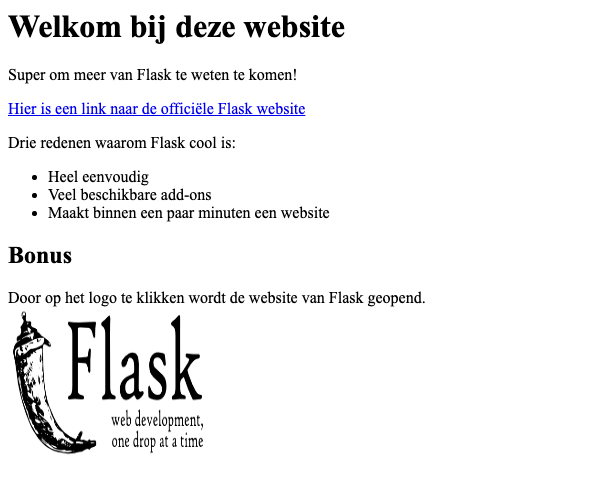 Welkom bij deze website
Super om meer van Flask te weten te komen!
Hier is een link naar de officiële Flask website
Drie redenen waarom Flask cool is:
Heel eenvoudig
Veel beschikbare add-ons
Maakt binnen een paar minuten een website
Bonus
Door op het logo te klikken wordt de website van Flask geopend.
Flask
web development,
one drop at a time